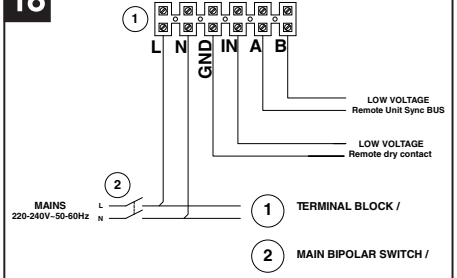 16
1
L N GND IN A B
LOW VOLTAGE
Remote Unit Sync BUS
LOW VOLTAGE
Remote dry contact
2
MAINS
220-240V~50-60Hz
L
N
1 TERMINAL BLOCK /
2 MAIN BIPOLAR SWITCH /